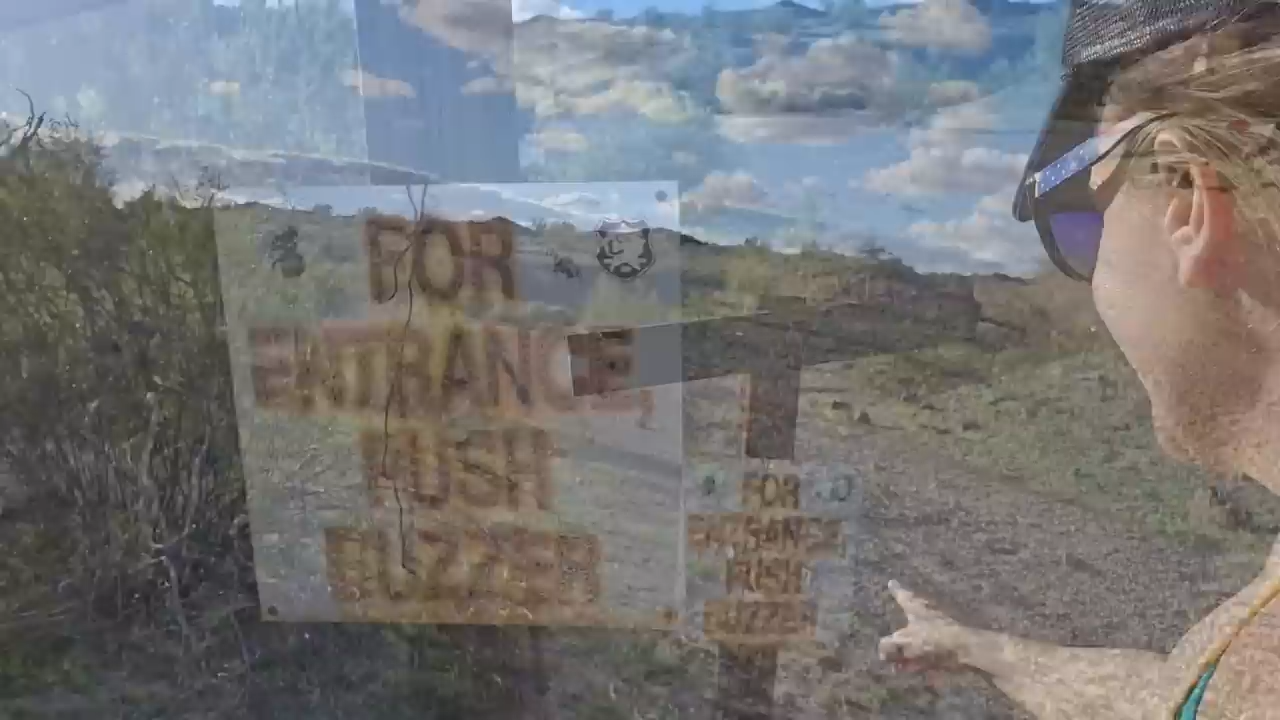 FOR
ENTRANCE,
PUSH
BUZZER
FOR
ENTRANCE,
PUSH
BUZZER